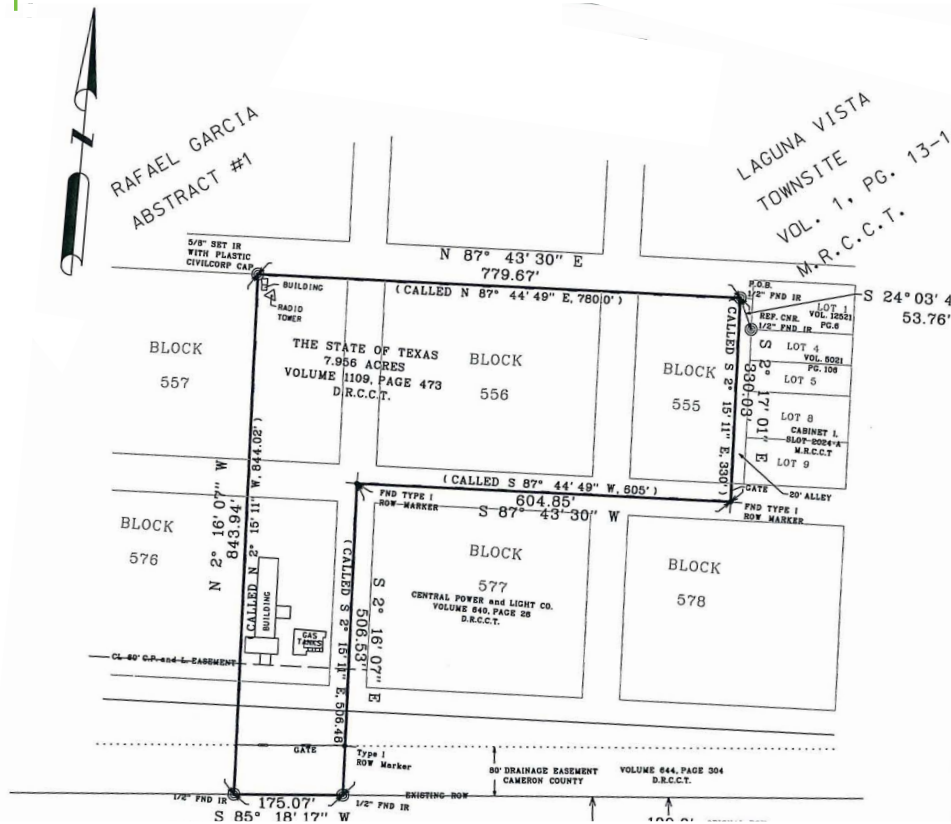 RAFAEL GARCIA
ABSTRACT #1
LAGUNA VISTA
TOWNSITE
VOL. 1, PG. 13-1
M.R.C.C.T.
5/8" SET IR
WITH PLASTIC
CIVILCORP CAP
N 87° 43' 30" E
779.67'
(CALLED N 87° 44' 49" E, 780.0')
BUILDING
RADIO
TOWER
P.O.B.
1/2" FND IR
S 24° 03' 4
53.76'
REF. CNR.
1/2" FND IR
LOT 1
VOL. 12521
PG.6
LOT 4
VOL. 6021
PG. 106
LOT 5
LOT 8
CABINET 1,
SLOT 2024-A
M.R.C.C.T
LOT 9
THE STATE OF TEXAS
7.956 ACRES
VOLUME 1109, PAGE 473
D.R.C.C.T.
BLOCK
557
BLOCK
556
BLOCK
555
(CALLED S 2° 15' 11" E, 330')
S 2° 17' 01" E
330.03'
(CALLED S 87° 44' 49" W, 605')
604.85'
S 87° 43' 30" W
FND TYPE I
ROW MARKER
GATE
20' ALLEY
FND TYPE I
ROW MARKER
N 2° 16' 07" W
843.94'
(CALLED N 2° 15' 11" W, 844.02')
BLOCK
576
BLOCK
577
CENTRAL POWER and LIGHT CO.
VOLUME 640, PAGE 26
D.R.C.C.T.
BLOCK
578
(CALLED S 2° 15' 11" E, 506.48
S 2° 16' 07" E
506.53'
BUILDING
GAS
TANKS
CL 60' C.P. and L. EASEMENT
GATE
Type I
ROW Marker
80' DRAINAGE EASEMENT
CAMERON COUNTY
VOLUME 644, PAGE 304
D.R.C.C.T.
1/2" FND IR
175.07'
1/2" FND IR
EXISTING ROW
S 85° 18' 17" W